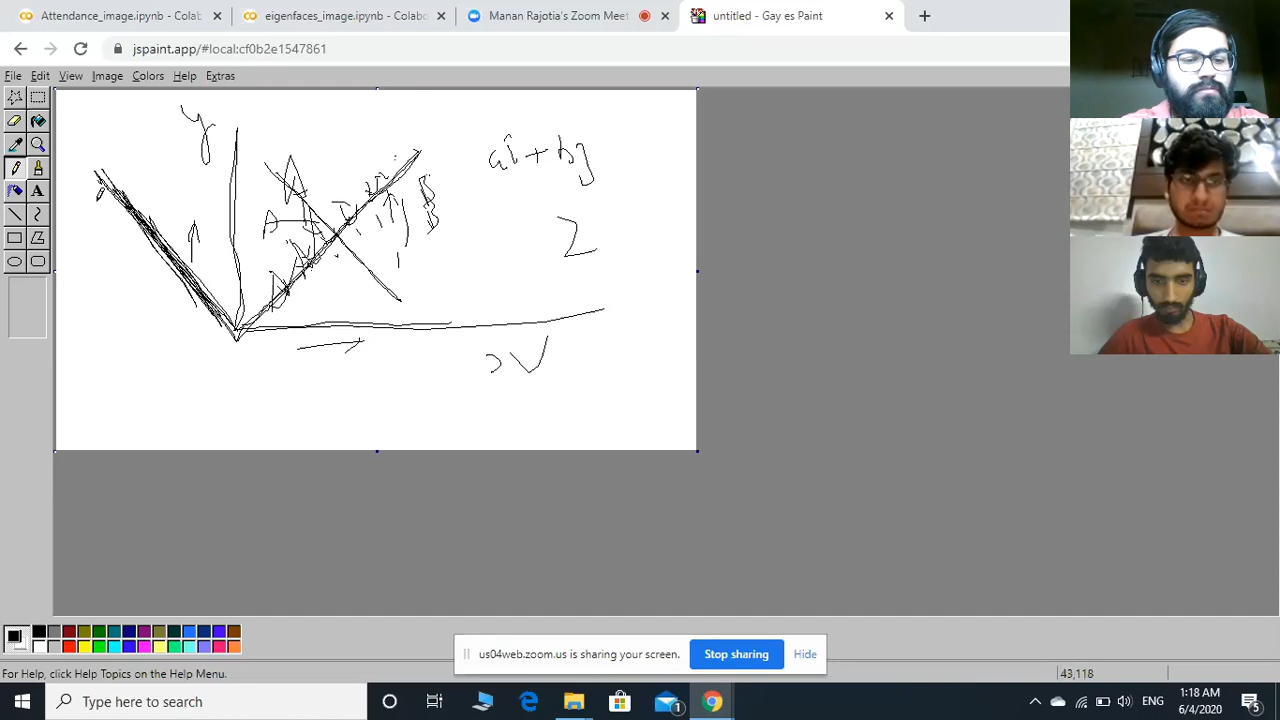 Attendance_image.ipynb - Colab
eigenfaces_image.ipynb - Colabo
Manan Rajotia's Zoom Meet
untitled - Gay es Paint
jspaint.app/#local:cf0b2e1547861
File Edit View Image Colors Help Extras
y
ai + bj
A
B
B
2
For Help, click Help Topics on the Help Menu.
43,118
us04web.zoom.us is sharing your screen.
Stop sharing
Hide
Type here to search
1
ENG
1:18 AM
6/4/2020
5